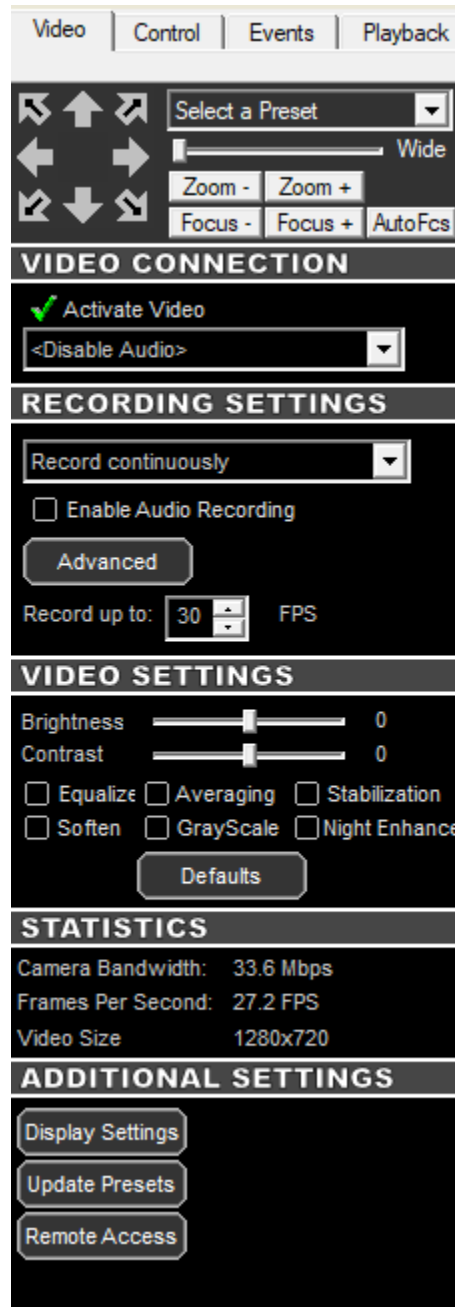 Video Control Events Playback
Select a Preset
Wide
Zoom - Zoom +
Focus - Focus + AutoFcs
VIDEO CONNECTION
Activate Video
<Disable Audio>
RECORDING SETTINGS
Record continuously
Enable Audio Recording
Advanced
Record up to: 30 FPS
VIDEO SETTINGS
Brightness 0
Contrast 0
Equalize Averaging Stabilization
Soften GrayScale Night Enhance
Defaults
STATISTICS
Camera Bandwidth: 33.6 Mbps
Frames Per Second: 27.2 FPS
Video Size 1280x720
ADDITIONAL SETTINGS
Display Settings
Update Presets
Remote Access